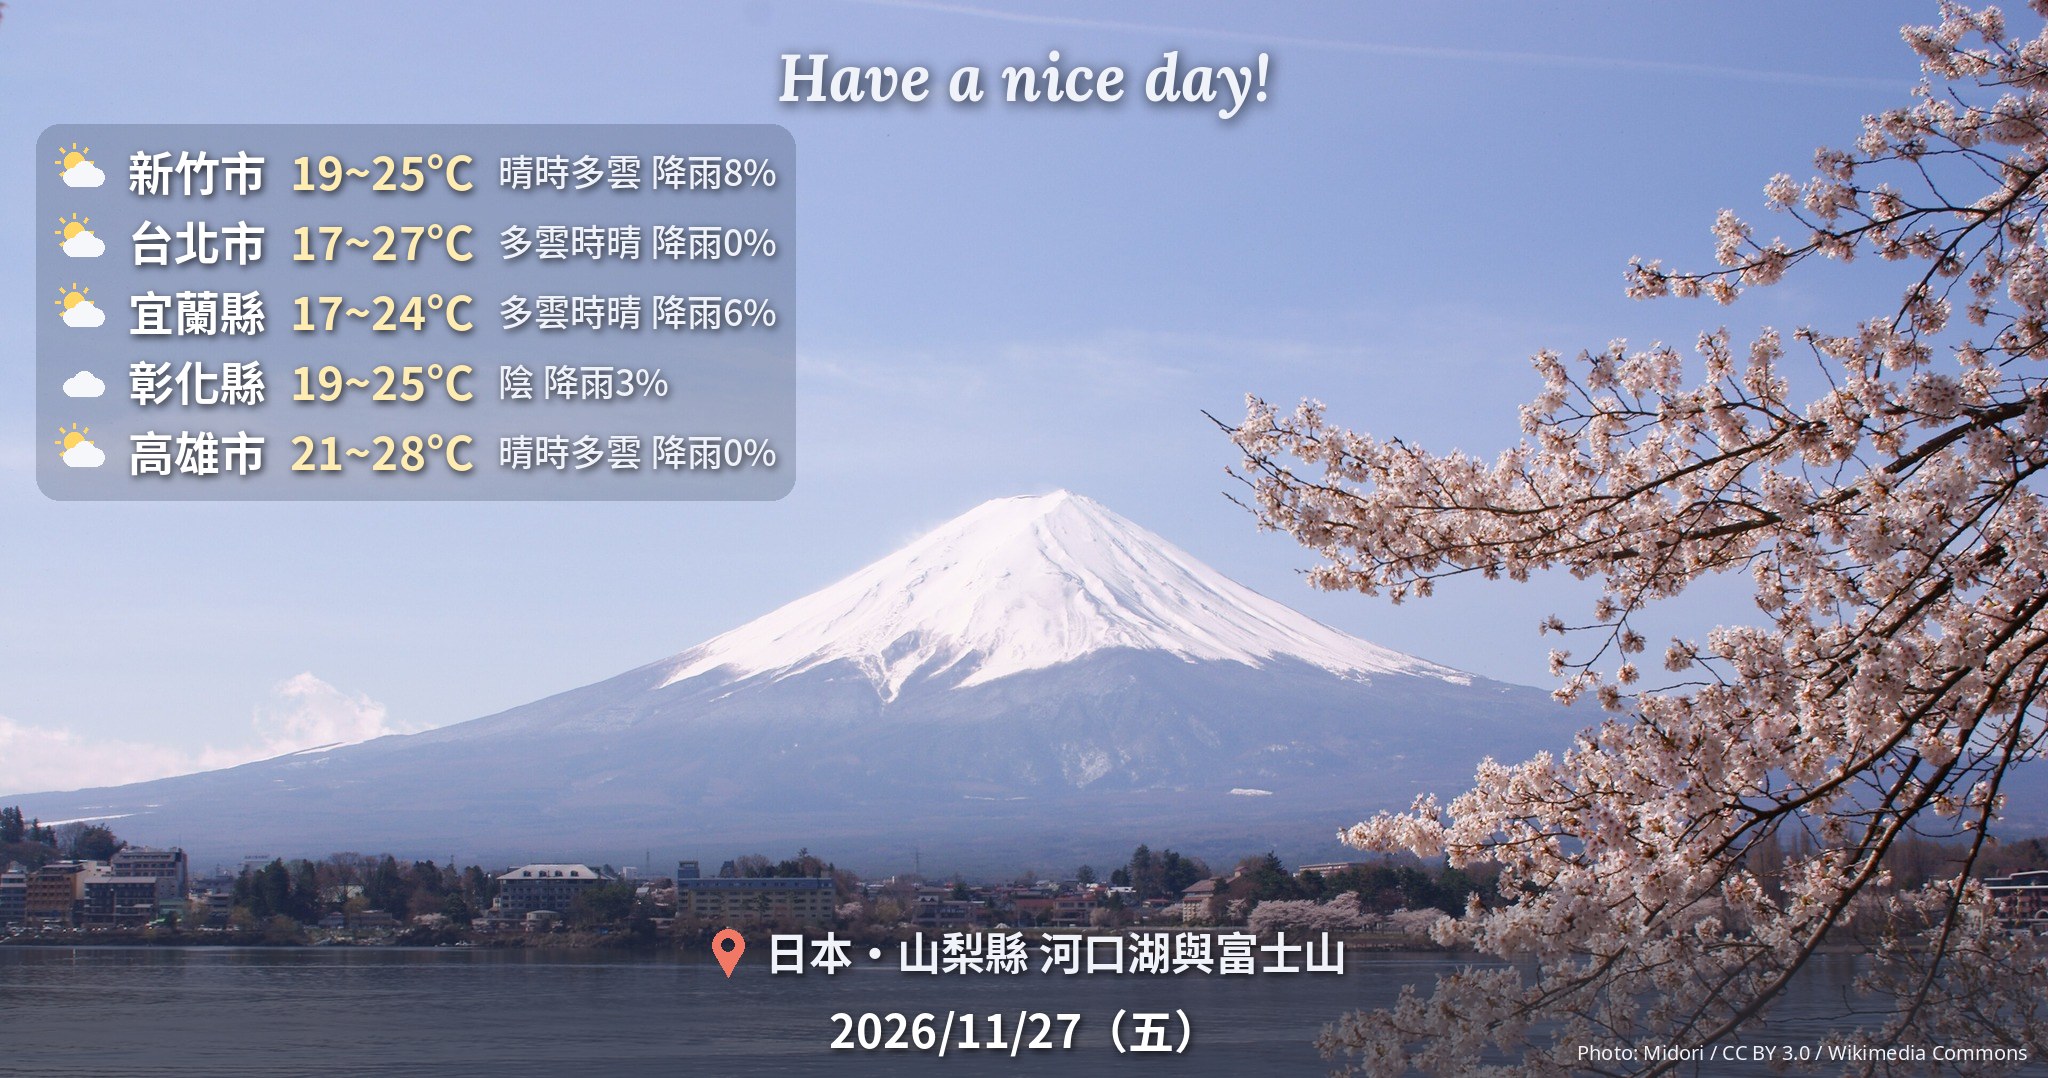 Have a nice day!
新竹市 19~25°C 晴時多雲 降雨8%
台北市 17~27°C 多雲時晴 降雨0%
宜蘭縣 17~24°C 多雲時晴 降雨6%
彰化縣 19~25°C 陰 降雨3%
高雄市 21~28°C 晴時多雲 降雨0%
日本・山梨縣 河口湖與富士山
2026/11/27（五）
Photo: Midori / CC BY 3.0 / Wikimedia Commons